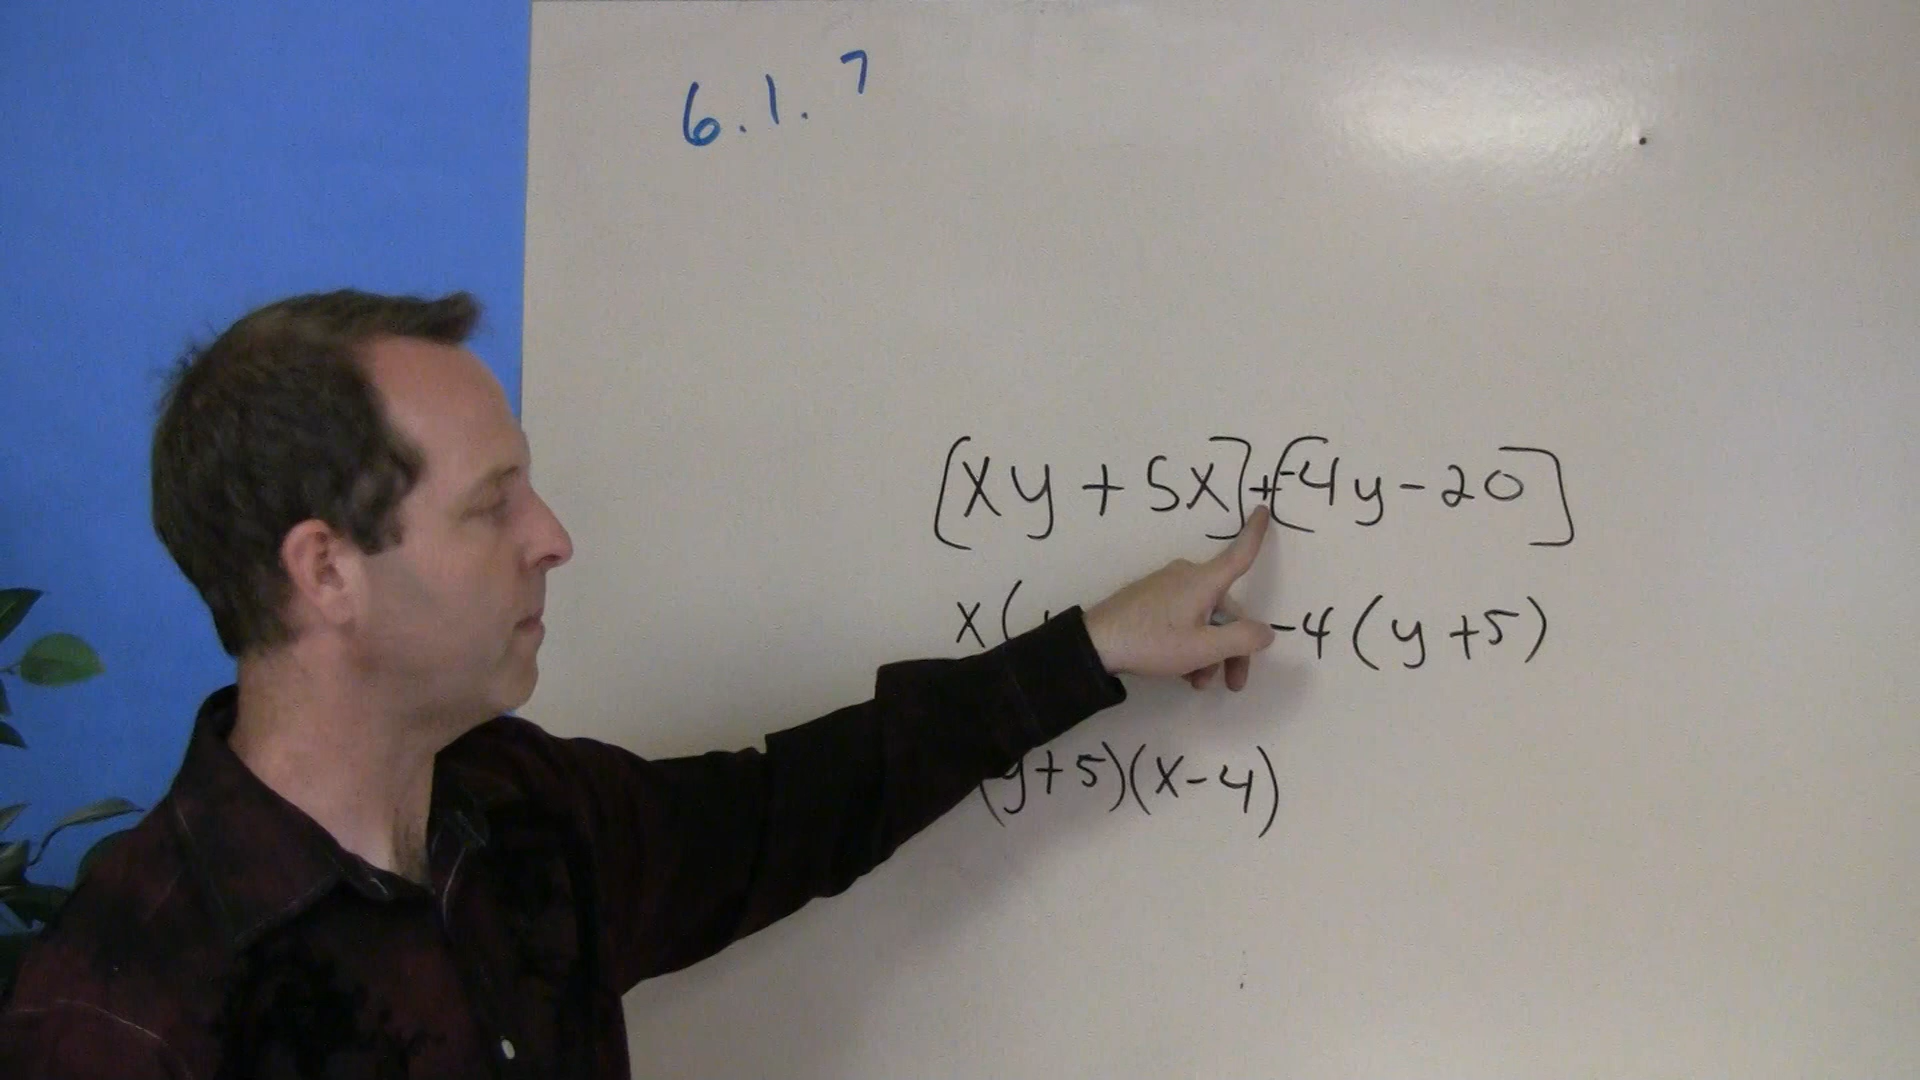 6.1.7
[xy + 5x] + [-4y - 20]
x( -4(y+5)
(y+5)(x-4)